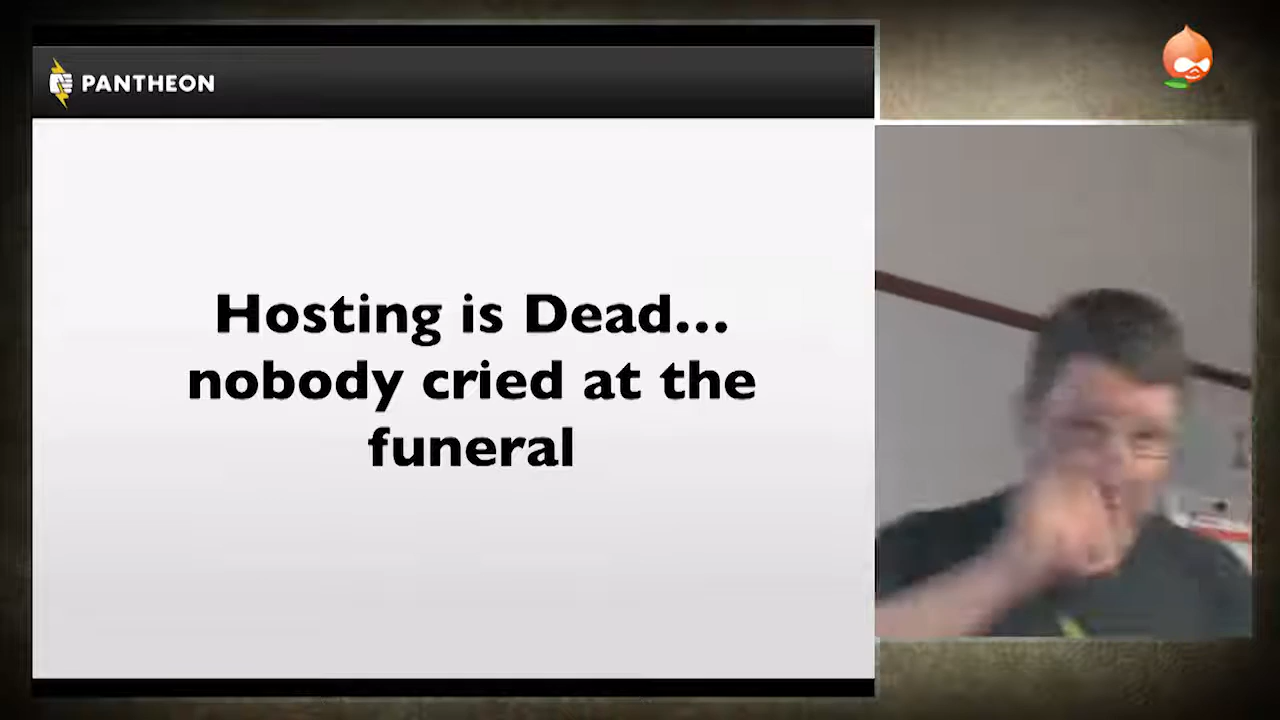 PANTHEON
Hosting is Dead...
nobody cried at the
funeral